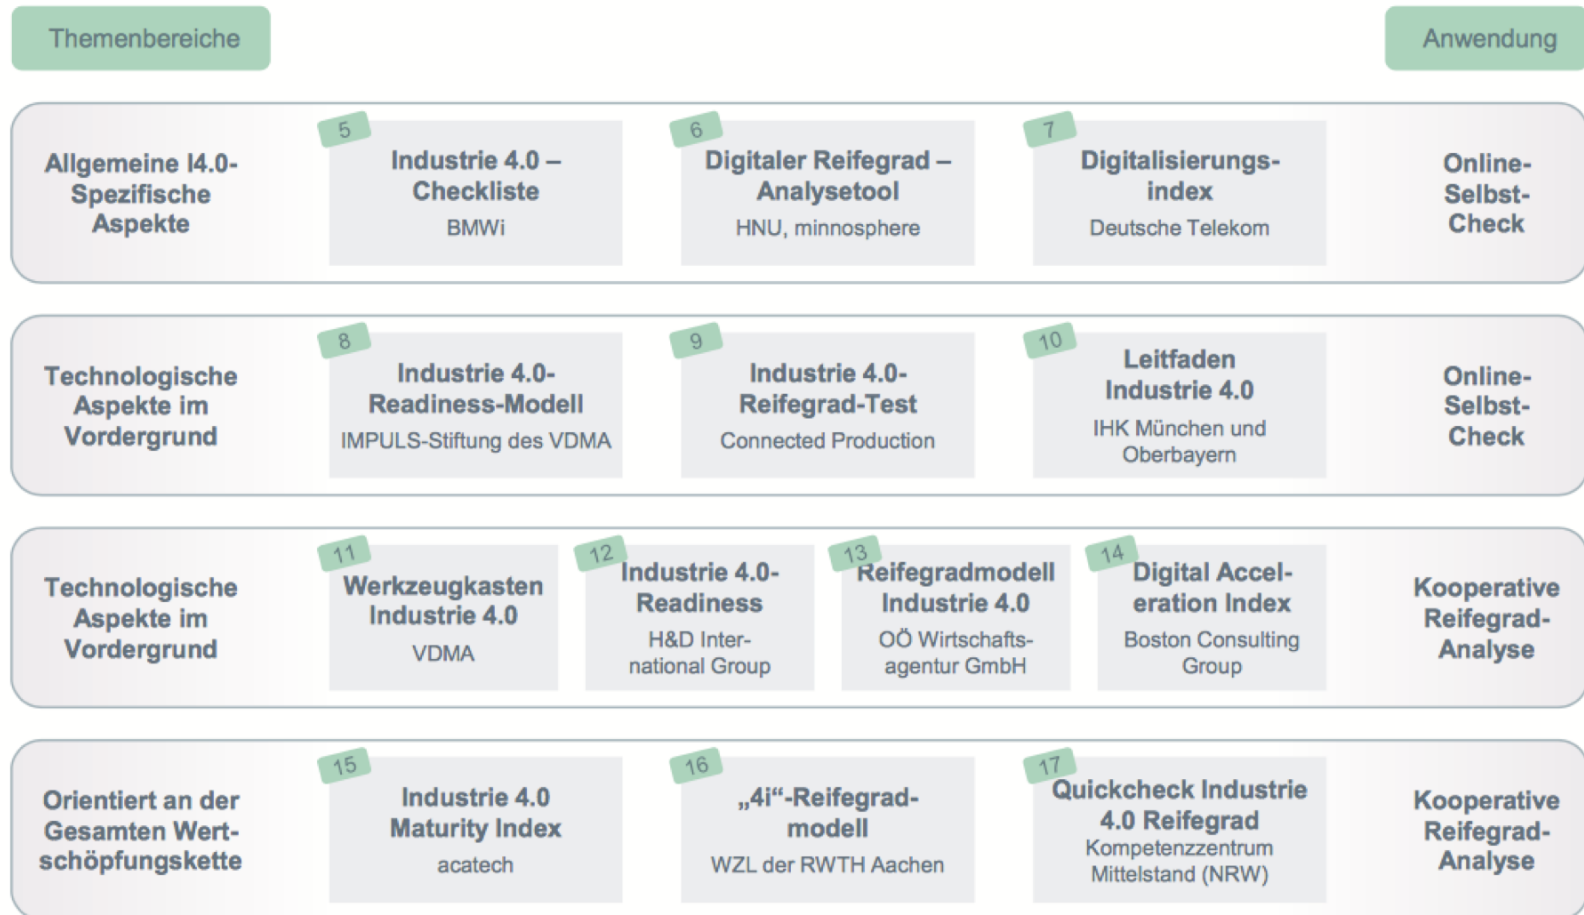 Themenbereiche
Anwendung
Allgemeine I4.0-
Spezifische
Aspekte
5
Industrie 4.0 –
Checkliste
BMWi
6
Digitaler Reifegrad –
Analysetool
HNU, minnosphere
7
Digitalisierungs-
index
Deutsche Telekom
Online-
Selbst-
Check
Technologische
Aspekte im
Vordergrund
8
Industrie 4.0-
Readiness-Modell
IMPULS-Stiftung des VDMA
9
Industrie 4.0-
Reifegrad-Test
Connected Production
10
Leitfaden
Industrie 4.0
IHK München und
Oberbayern
Online-
Selbst-
Check
Technologische
Aspekte im
Vordergrund
11
Werkzeugkasten
Industrie 4.0
VDMA
12
Industrie 4.0-
Readiness
H&D Inter-
national Group
13
Reifegradmodell
Industrie 4.0
OÖ Wirtschafts-
agentur GmbH
14
Digital Accel-
eration Index
Boston Consulting
Group
Kooperative
Reifegrad-
Analyse
Orientiert an der
Gesamten Wert-
schöpfungskette
15
Industrie 4.0
Maturity Index
acatech
16
„4i“-Reifegrad-
modell
WZL der RWTH Aachen
17
Quickcheck Industrie
4.0 Reifegrad
Kompetenzzentrum
Mittelstand (NRW)
Kooperative
Reifegrad-
Analyse